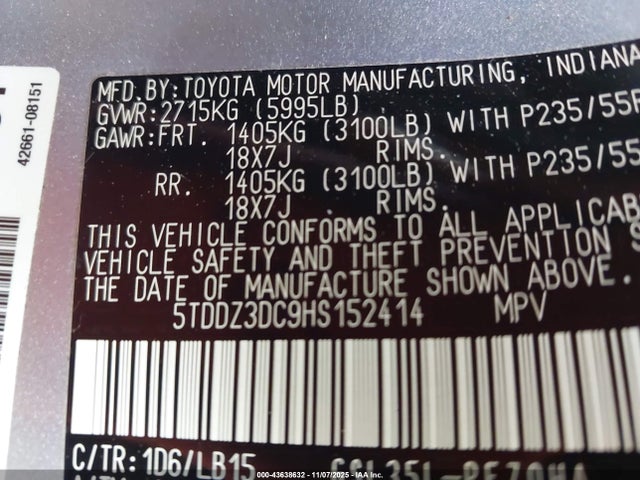 42661-08151
MFD. BY: TOYOTA MOTOR MANUFACTURING, INDIANA
GVWR: 2715KG (5995LB)
GAWR: FRT. 1405KG (3100LB) WITH P235/55R
18X7J RIMS.
RR. 1405KG (3100LB) WITH P235/55
18X7J . RIMS.
THIS VEHICLE CONFORMS TO ALL APPLICAB
VEHICLE SAFETY AND THEFT PREVENTION
THE DATE OF MANUFACTURE SHOWN ABOVE.
5TDDZ3DC9HS152414 MPV
C/TR: 1D6/LB15
Stock No: 000-43638632 - 11/07/2025 - IAA Inc. | Owner